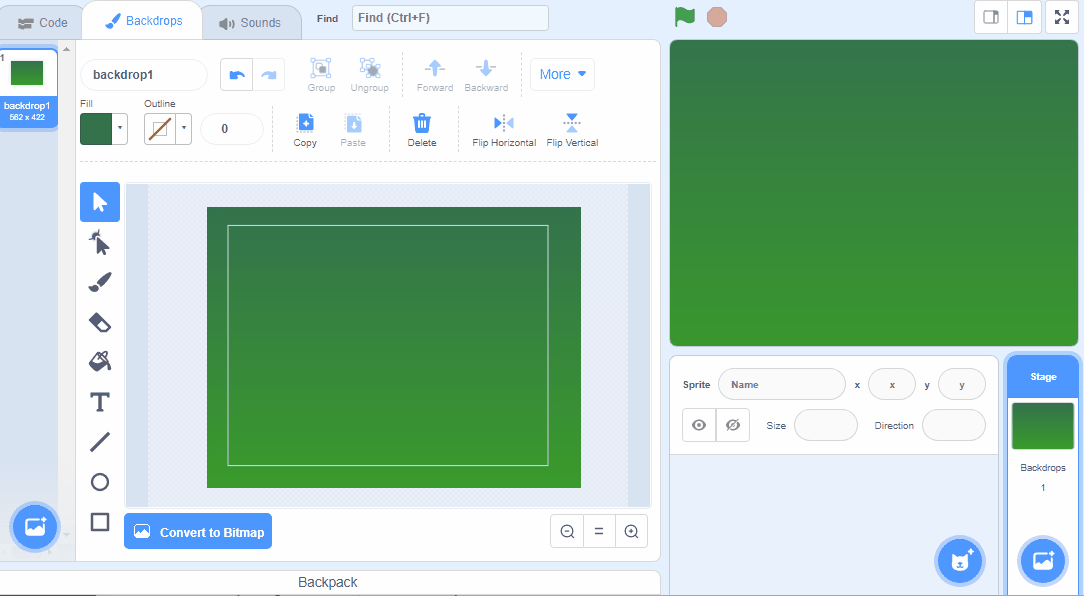 Code
Backdrops
Sounds
Find
Find (Ctrl+F)
1
backdrop1
562 x 422
backdrop1
Group
Ungroup
Forward
Backward
More
Fill
Outline
0
Copy
Paste
Delete
Flip Horizontal
Flip Vertical
T
Convert to Bitmap
Backpack
Sprite
Name
x
x
y
y
Size
Direction
Stage
Backdrops
1